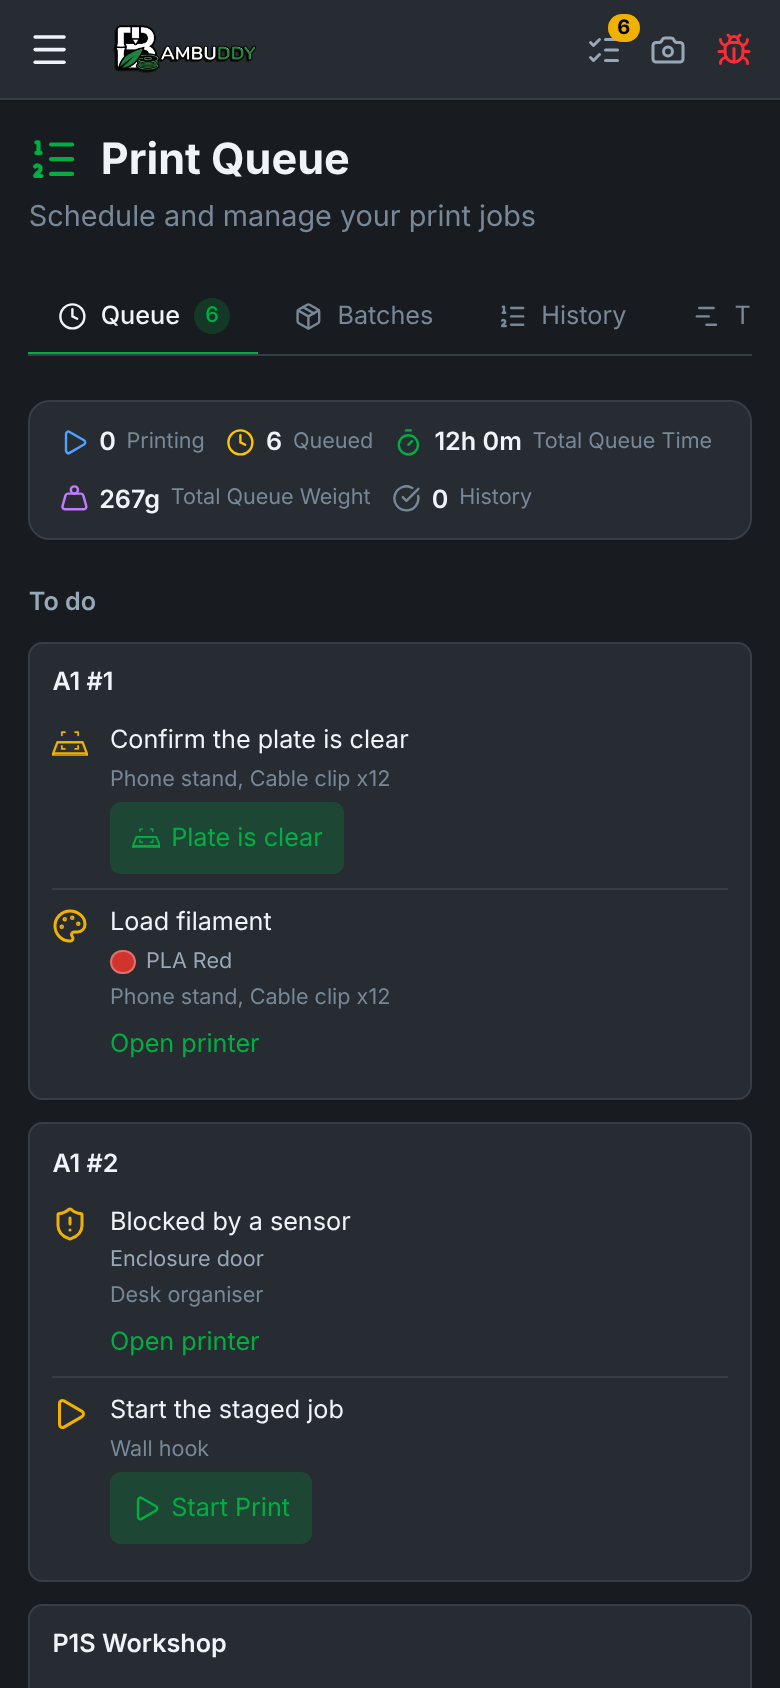 BAMBUDDY
6
Print Queue
Schedule and manage your print jobs
Queue 6 Batches History T
0 Printing 6 Queued 12h 0m Total Queue Time
267g Total Queue Weight 0 History
To do
A1 #1
Confirm the plate is clear
Phone stand, Cable clip x12
Plate is clear
Load filament
PLA Red
Phone stand, Cable clip x12
Open printer
A1 #2
Blocked by a sensor
Enclosure door
Desk organiser
Open printer
Start the staged job
Wall hook
Start Print
P1S Workshop